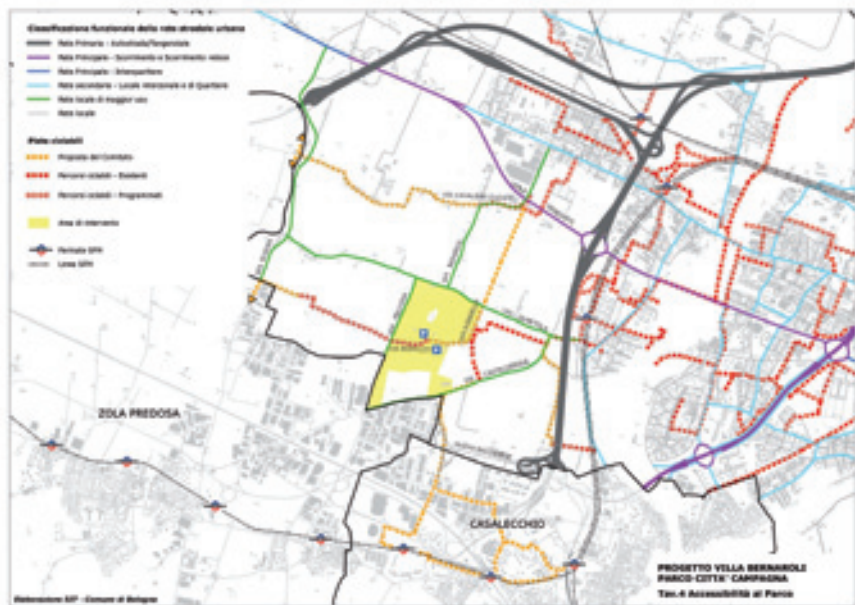 Classificazione funzionale della rete stradale urbana
Rete Primaria - Autostrada/Tangenziale
Rete Principale - Scorrimento e Scorrimento veloce
Rete Principale - Interquartiere
Rete secondaria - Locale interzonale e di Quartiere
Rete locale di maggior uso
Rete locale
Piste ciclabili
Proposta del Comitato
Percorsi ciclabili - Esistenti
Percorsi ciclabili - Programmati
Area di intervento
Fermate SFM
Linee SFM
P
P
ZOLA PREDOSA
CASALECCHIO
PROGETTO VILLA BERNAROLI
PARCO CITTA' CAMPAGNA
Tav.4 Accessibilità al Parco
Elaborazione SIT - Comune di Bologna